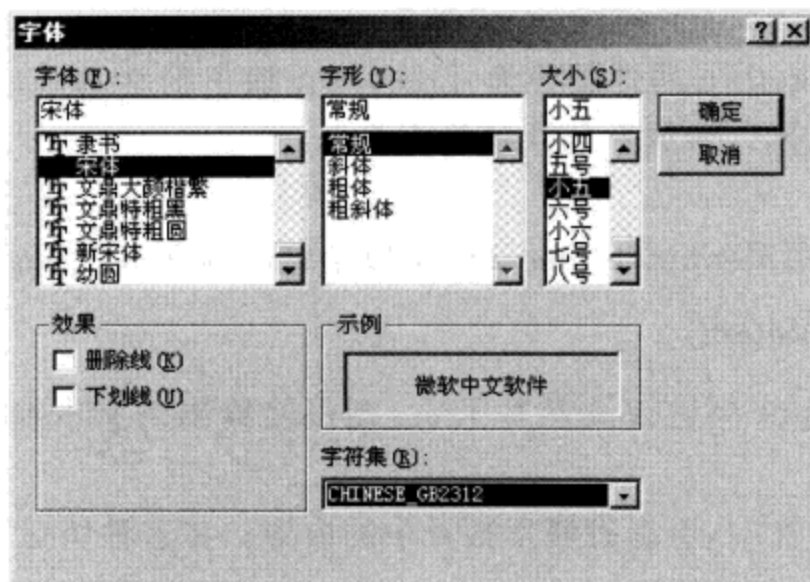 字体
字体(F):
字形(Y):
大小(S):
宋体
常规
小五
确定
取消
隶书
宋体
文鼎大颜楷繁
文鼎特粗黑
文鼎特粗圆
新宋体
幼圆
常规
斜体
粗体
粗斜体
小四
五号
小五
六号
小六
七号
八号
效果
删除线(K)
下划线(U)
示例
微软中文软件
字符集(R):
CHINESE_GB2312